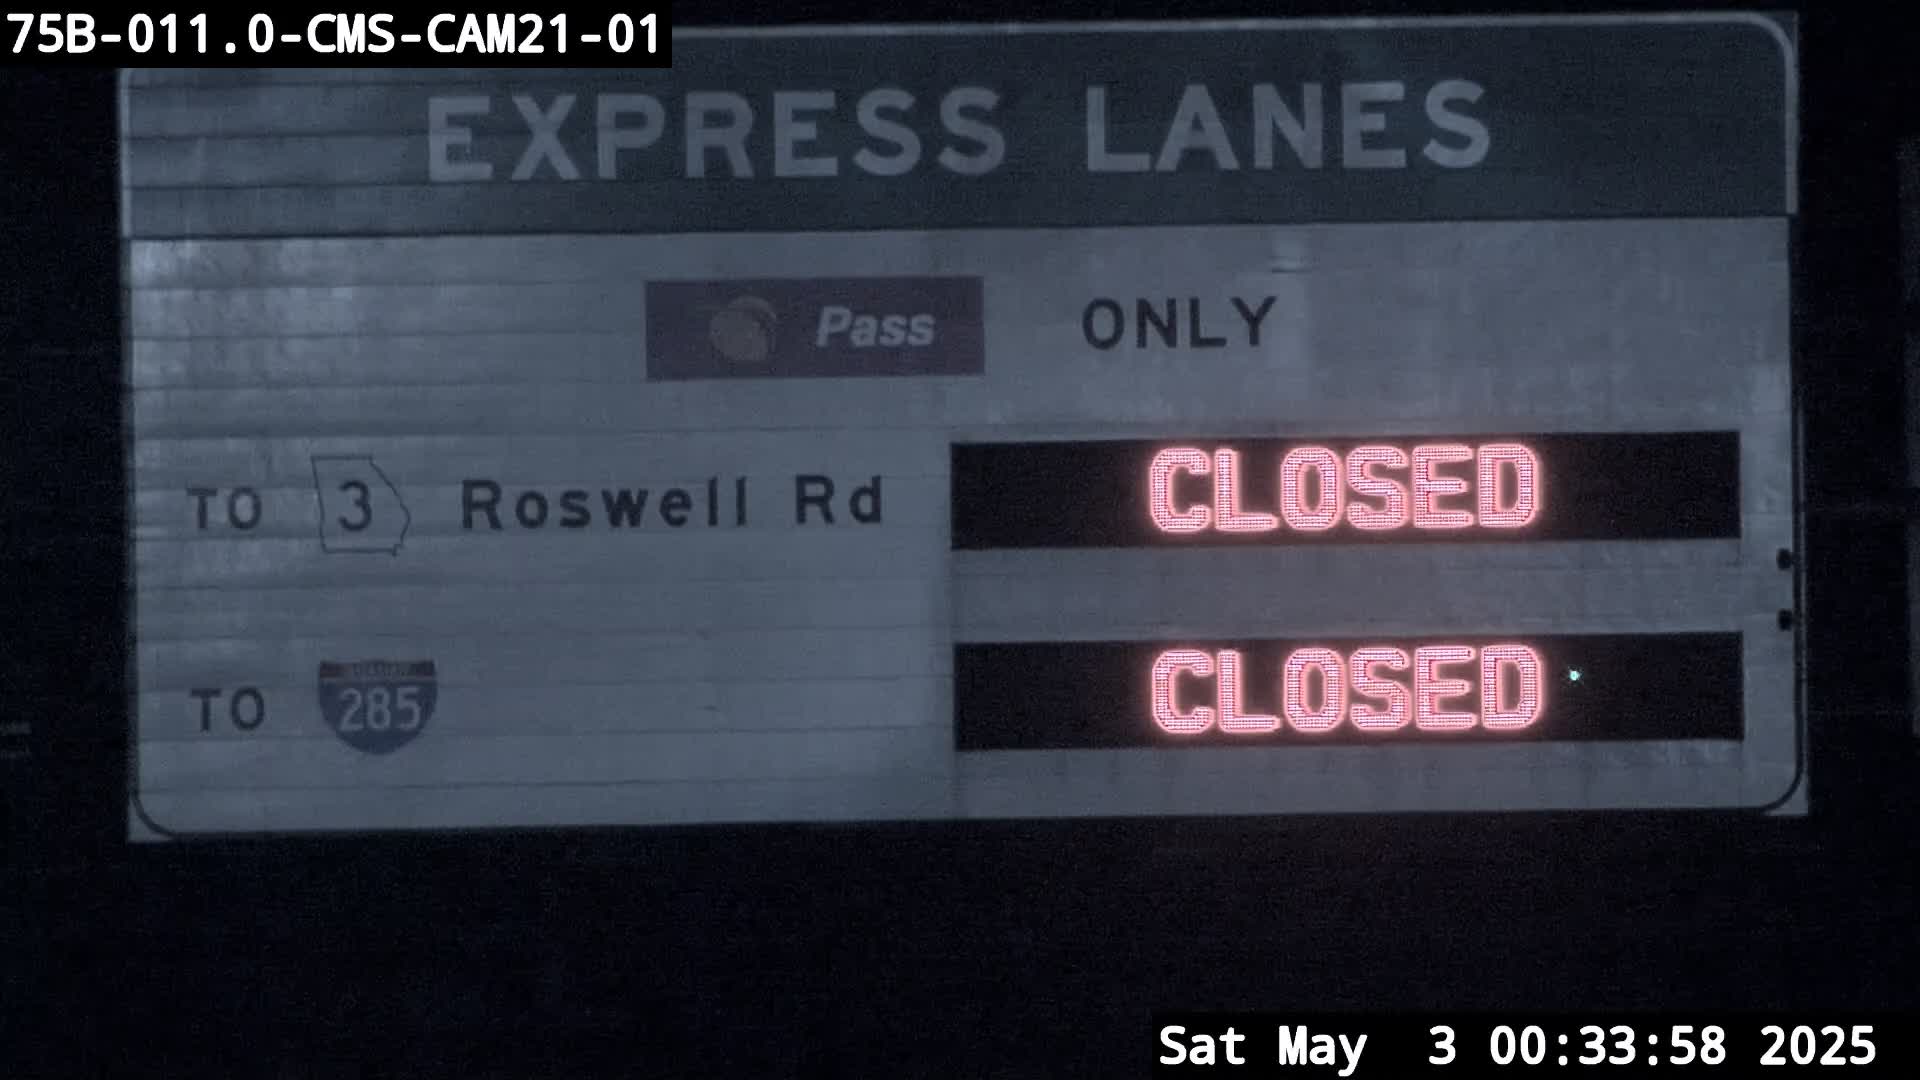 75B-011.0-CMS-CAM21-01
EXPRESS LANES
Pass ONLY
TO 3 Roswell Rd CLOSED
TO 285 CLOSED
Sat May 3 00:33:58 2025